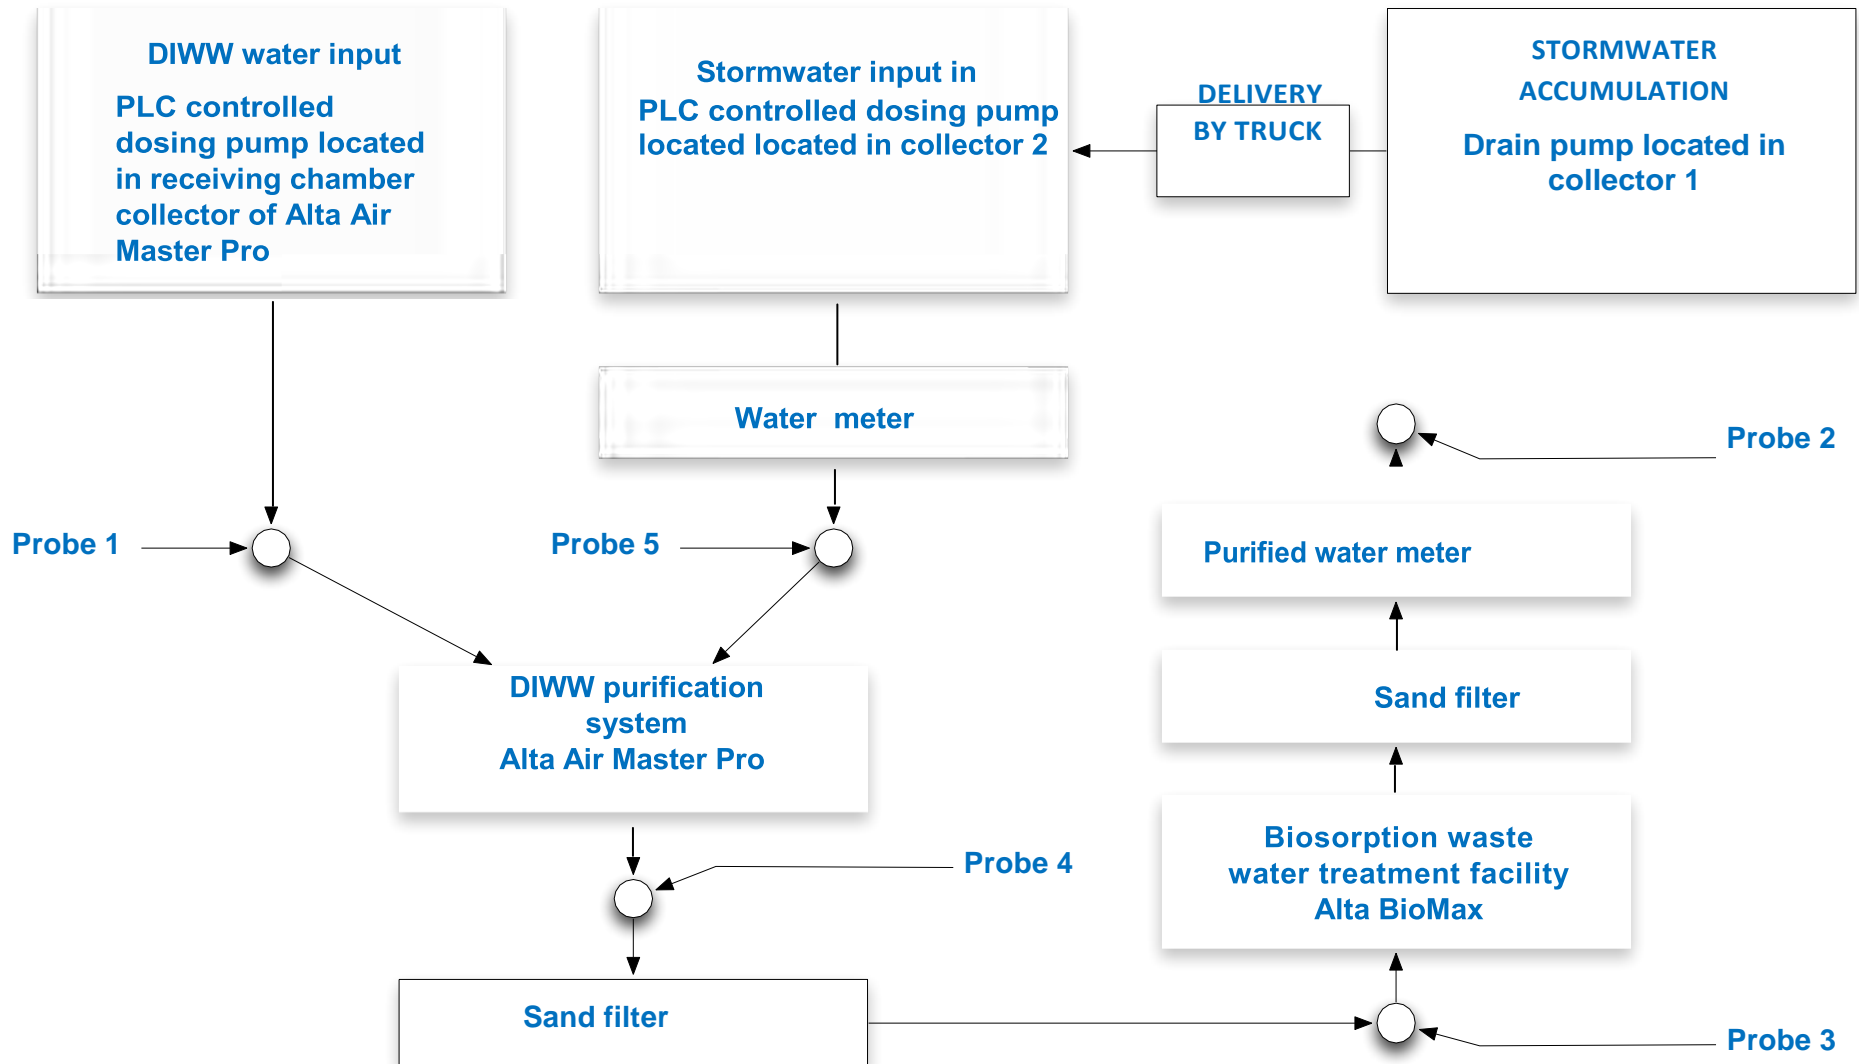 DIWW water input
PLC controlled
dosing pump located
in receiving chamber
collector of Alta Air
Master Pro
Stormwater input in
PLC controlled dosing pump
located located in collector 2
DELIVERY
BY TRUCK
STORMWATER
ACCUMULATION
Drain pump located in
collector 1
Water meter
Probe 2
Probe 1
Probe 5
Purified water meter
DIWW purification
system
Alta Air Master Pro
Sand filter
Probe 4
Biosorption waste
water treatment facility
Alta BioMax
Sand filter
Probe 3